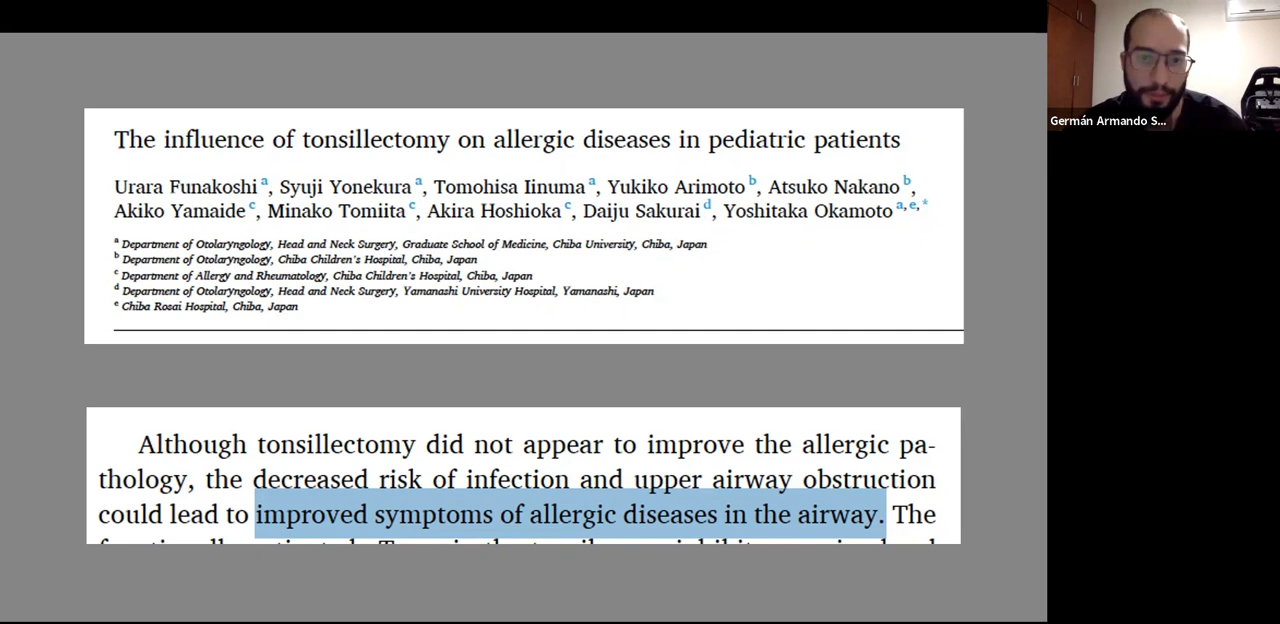 The influence of tonsillectomy on allergic diseases in pediatric patients
Urara Funakoshi a, Syuji Yonekura a, Tomohisa Iinuma a, Yukiko Arimoto b, Atsuko Nakano b,
Akiko Yamaide c, Minako Tomiita c, Akira Hoshioka c, Daiju Sakurai d, Yoshitaka Okamoto a,e,*
a Department of Otolaryngology, Head and Neck Surgery, Graduate School of Medicine, Chiba University, Chiba, Japan
b Department of Otolaryngology, Chiba Children's Hospital, Chiba, Japan
c Department of Allergy and Rheumatology, Chiba Children's Hospital, Chiba, Japan
d Department of Otolaryngology, Head and Neck Surgery, Yamanashi University Hospital, Yamanashi, Japan
e Chiba Rosai Hospital, Chiba, Japan
Although tonsillectomy did not appear to improve the allergic pa-
thology, the decreased risk of infection and upper airway obstruction
could lead to improved symptoms of allergic diseases in the airway. The
Germán Armando S...